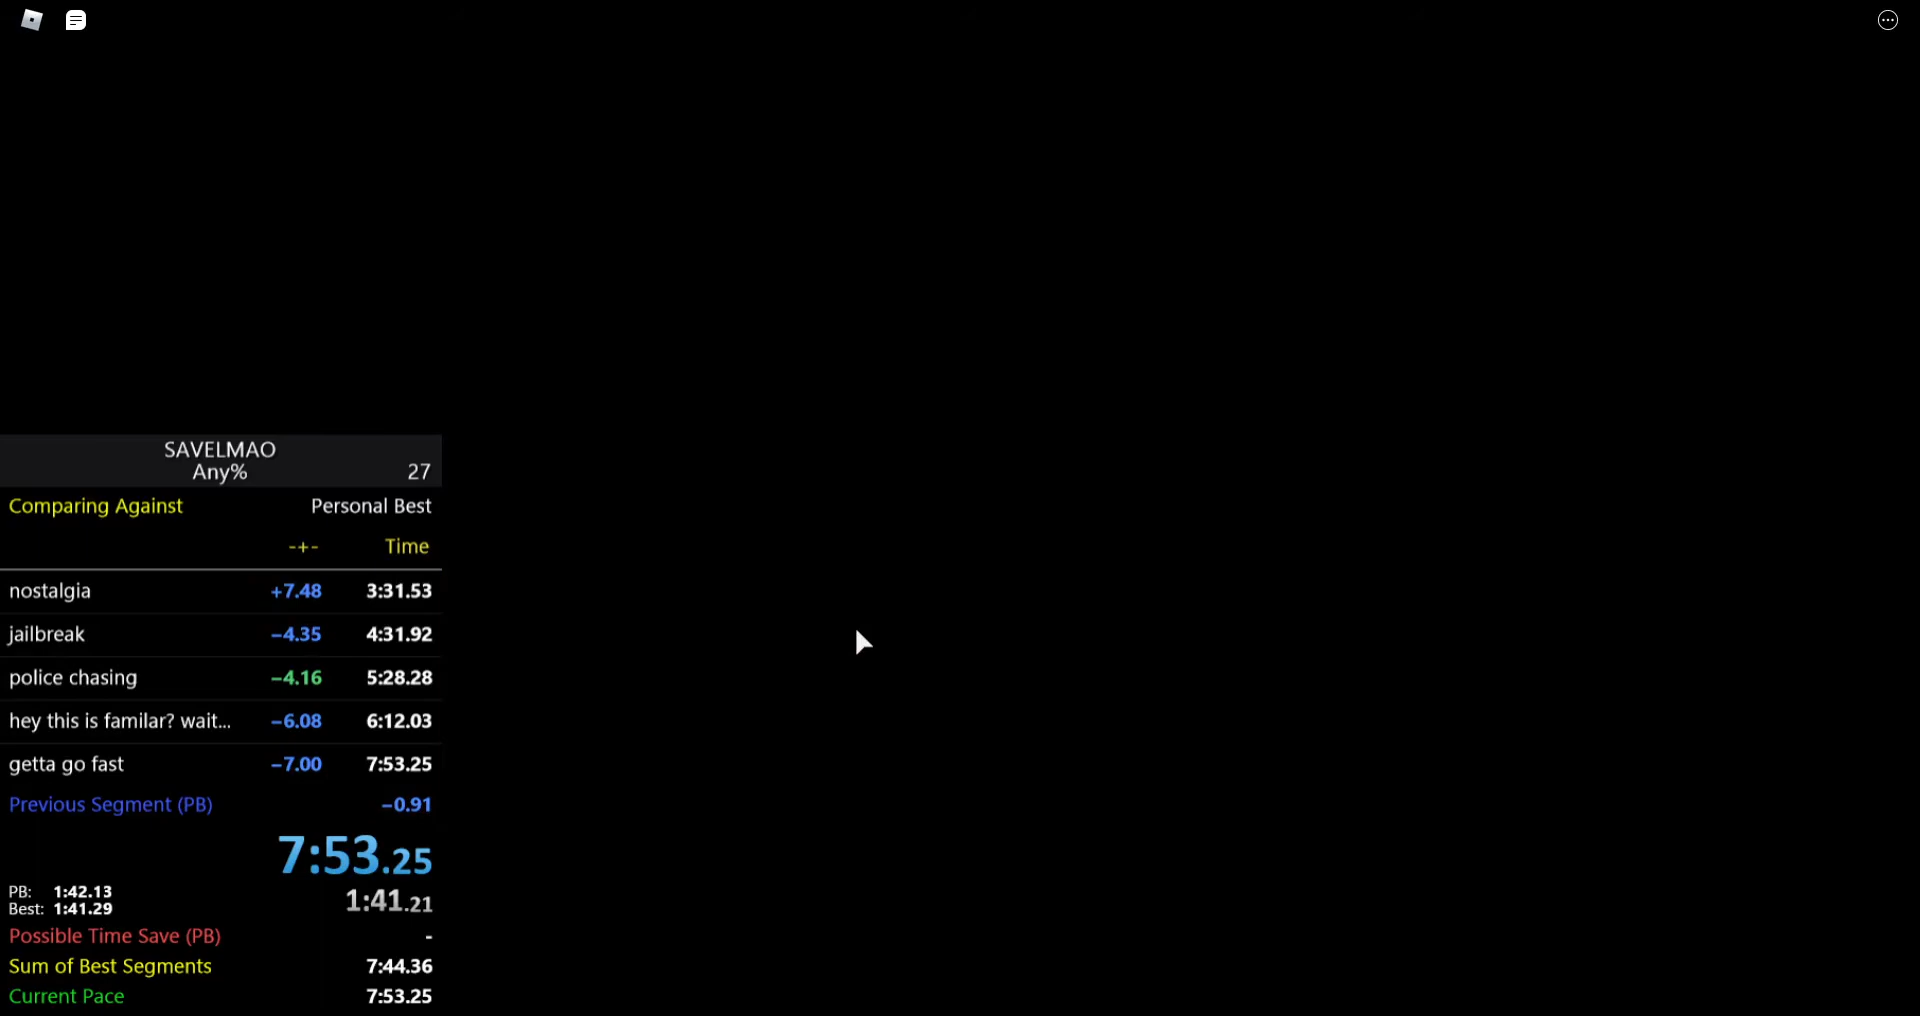 SAVELMAO
Any% 27
Comparing Against Personal Best
-+- Time
nostalgia +7.48 3:31.53
jailbreak −4.35 4:31.92
police chasing −4.16 5:28.28
hey this is familar? wait... −6.08 6:12.03
getta go fast −7.00 7:53.25
Previous Segment (PB) −0.91
7:53.25
PB: 1:42.13
Best: 1:41.29
1:41.21
Possible Time Save (PB) -
Sum of Best Segments 7:44.36
Current Pace 7:53.25